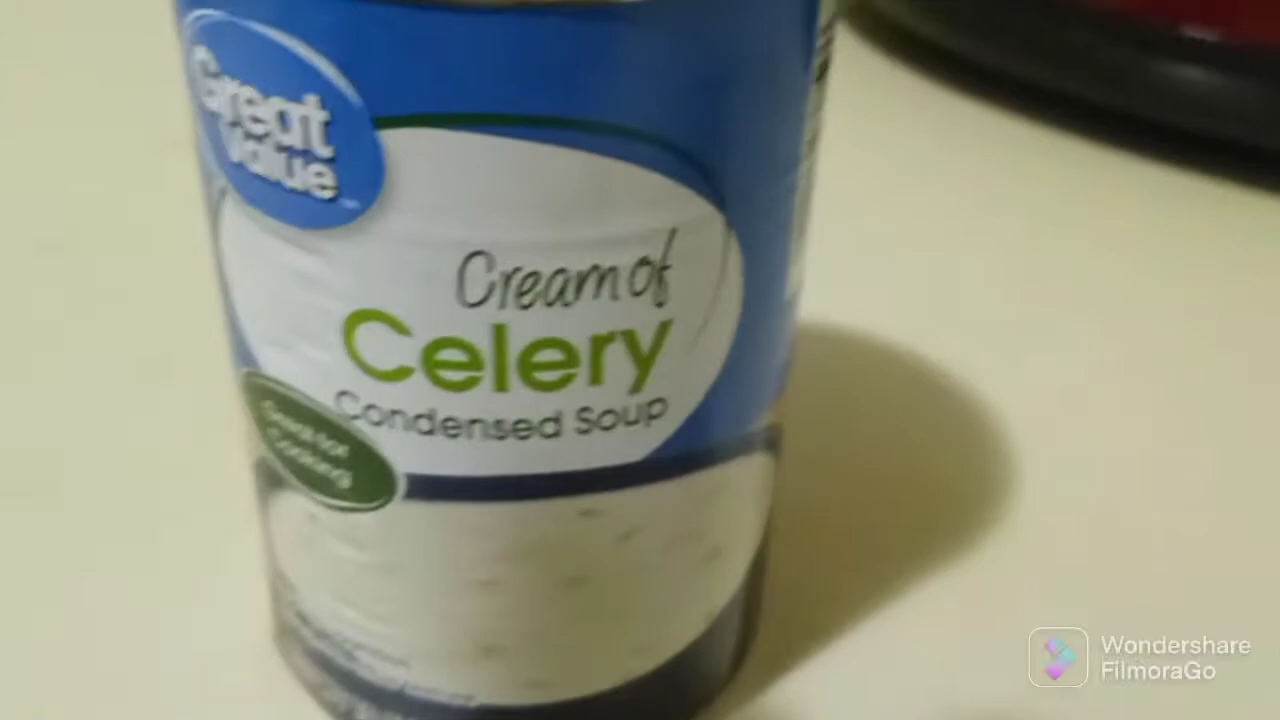 Great
Value
Cream of
Celery
Condensed Soup
Great for
Cooking
Wondershare
FilmoraGo